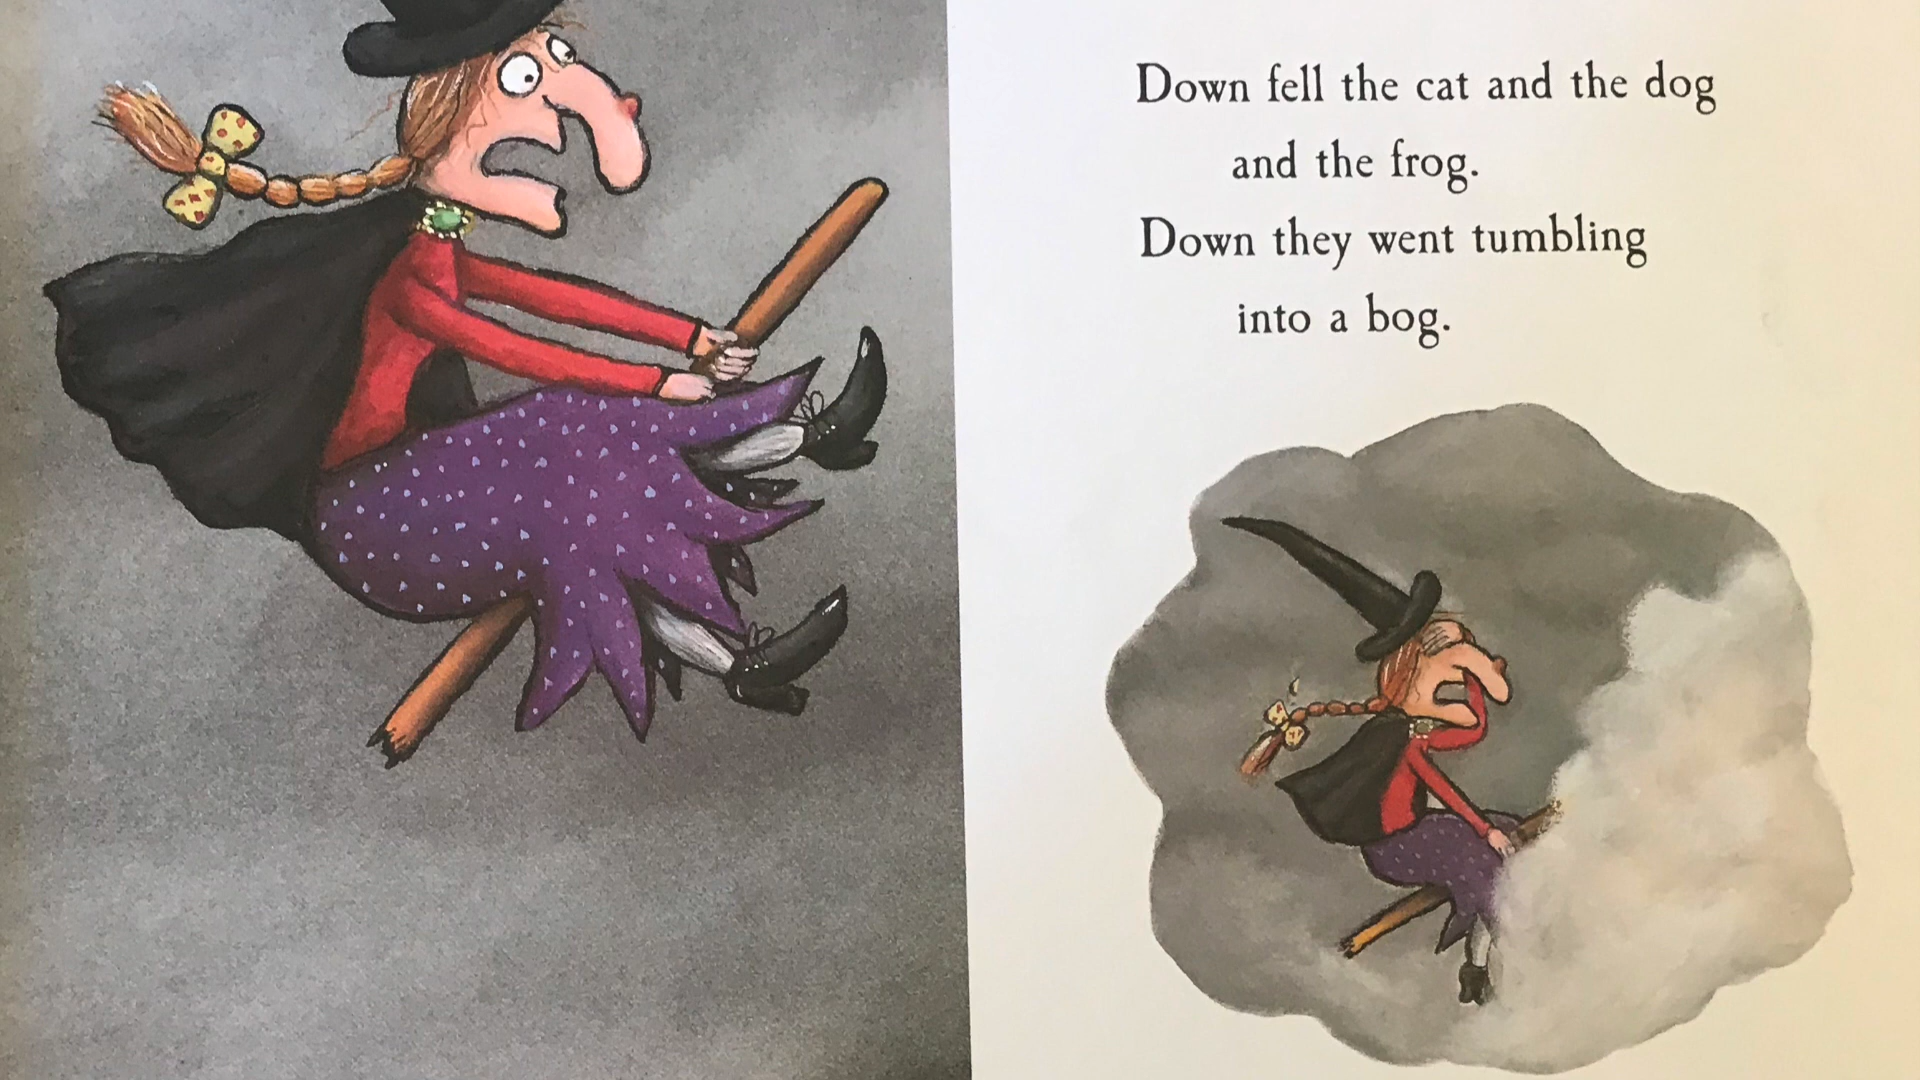 Down fell the cat and the dog
and the frog.
Down they went tumbling
into a bog.